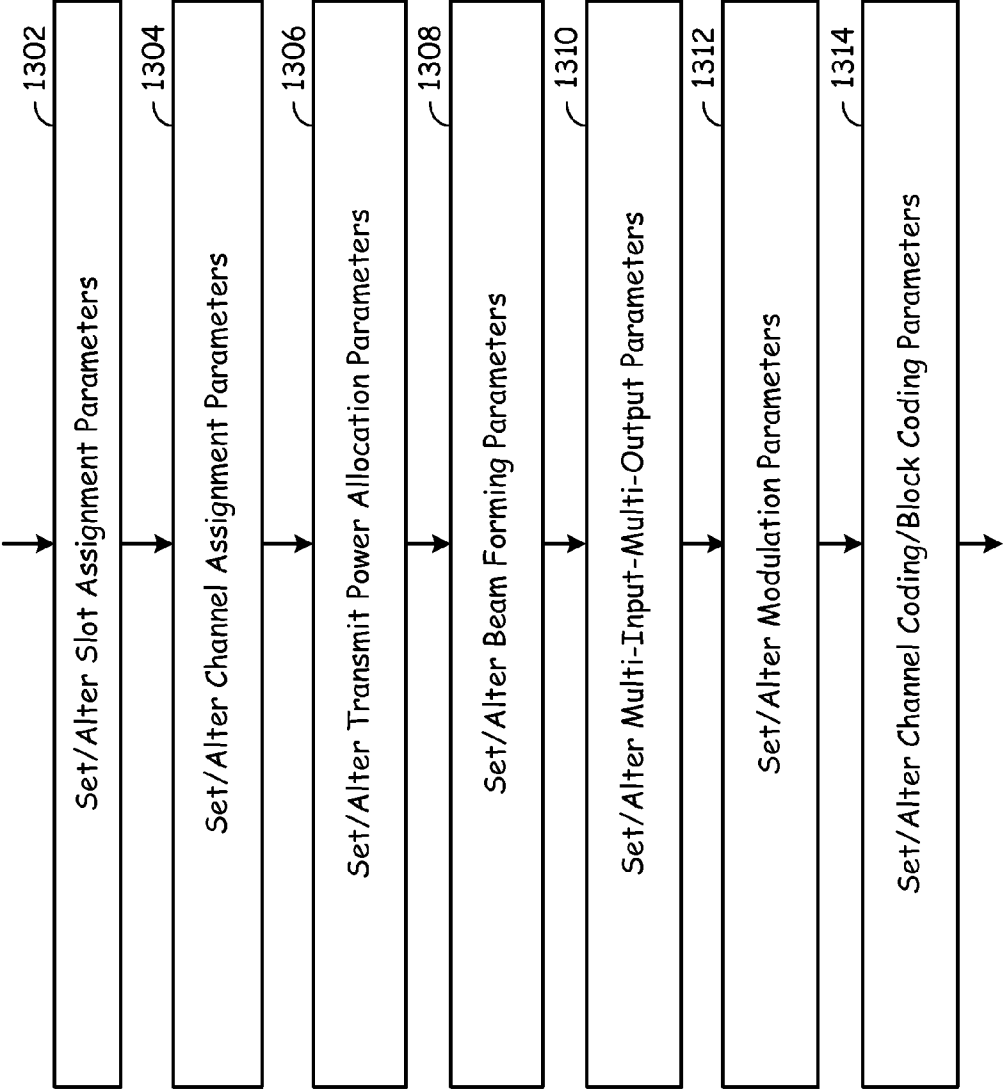 1302
Set/Alter Slot Assignment Parameters
1304
Set/Alter Channel Assignment Parameters
1306
Set/Alter Transmit Power Allocation Parameters
1308
Set/Alter Beam Forming Parameters
1310
Set/Alter Multi-Input-Multi-Output Parameters
1312
Set/Alter Modulation Parameters
1314
Set/Alter Channel Coding/Block Coding Parameters